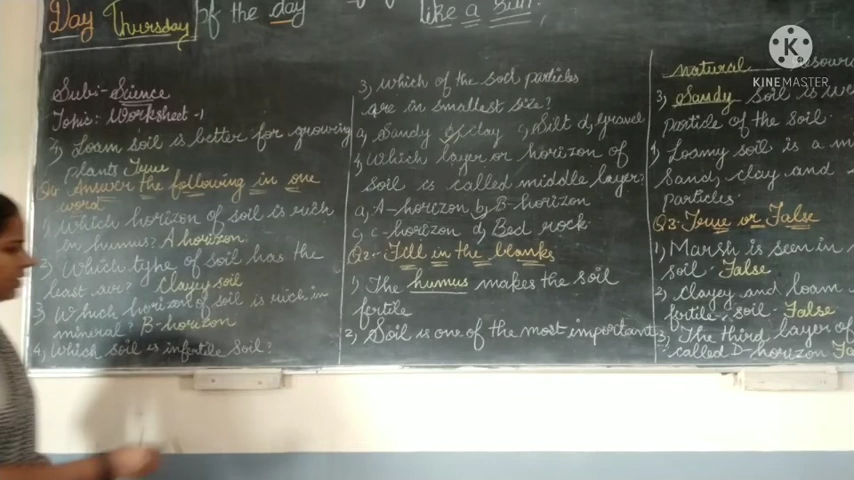 Day Thursday of the day
like a sun.
Sub:- Science
Topic: Worksheet-1
5) Loam soil is better for growing
plants True
Q4. Answer the following in one
word
1) Which horizon of soil is rich
in humus? A horizon.
2) Which type of soil has the
least air? Clayey soil
3) Which horizon of soil is rich in
mineral? B-horizon
4) Which soil is infertile soil?
3) Which of the soil particles
are in smallest size?
a) Sandy b) clay c) Silt d) gravel
4) Which layer or horizon of
soil is called middle layer?
a) A-horizon b) B-horizon
c) C-horizon d) Bed rock
Q2. Fill in the blanks
1) The humus makes the soil
fertile
2) Soil is one of the most important
natural
3) Sandy soil is
particle of the soil.
4) Loamy soil is a
sand, clay and
particles.
Q3. True or False
1) Marsh is seen in
soil. False
2) Clayey and loam
fertile soil. False
3) The third layer of
called D-horizon
KINEMASTER